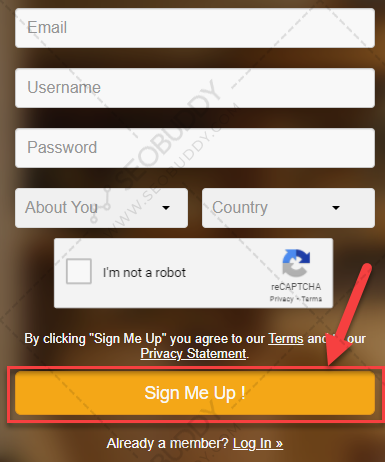 Email
Username
Password
About You Country
I'm not a robot
reCAPTCHA
Privacy - Terms
SEOBUDDY
WWW.SEOBUDDY.COM
By clicking "Sign Me Up" you agree to our Terms and to our
Privacy Statement.
Sign Me Up !
Already a member? Log In »